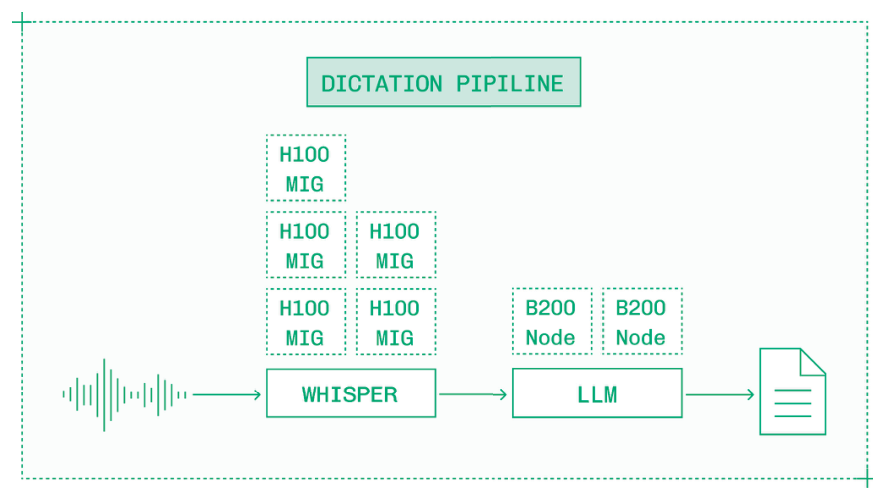 DICTATION PIPILINE
H100
MIG
H100
MIG
H100
MIG
H100
MIG
H100
MIG
B200
Node
B200
Node
WHISPER
LLM